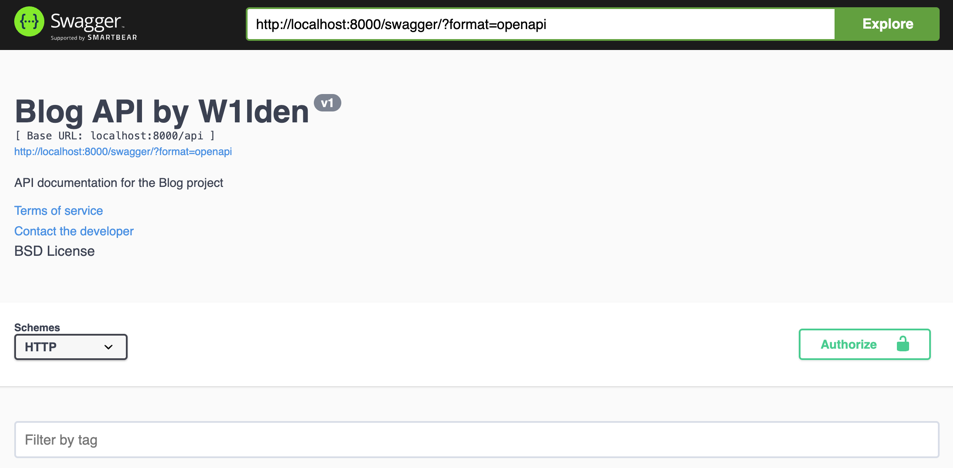 Swagger.
Supported by SMARTBEAR
http://localhost:8000/swagger/?format=openapi
Explore
Blog API by W1lden v1
[ Base URL: localhost:8000/api ]
http://localhost:8000/swagger/?format=openapi
API documentation for the Blog project
Terms of service
Contact the developer
BSD License
Schemes
HTTP
Authorize
Filter by tag